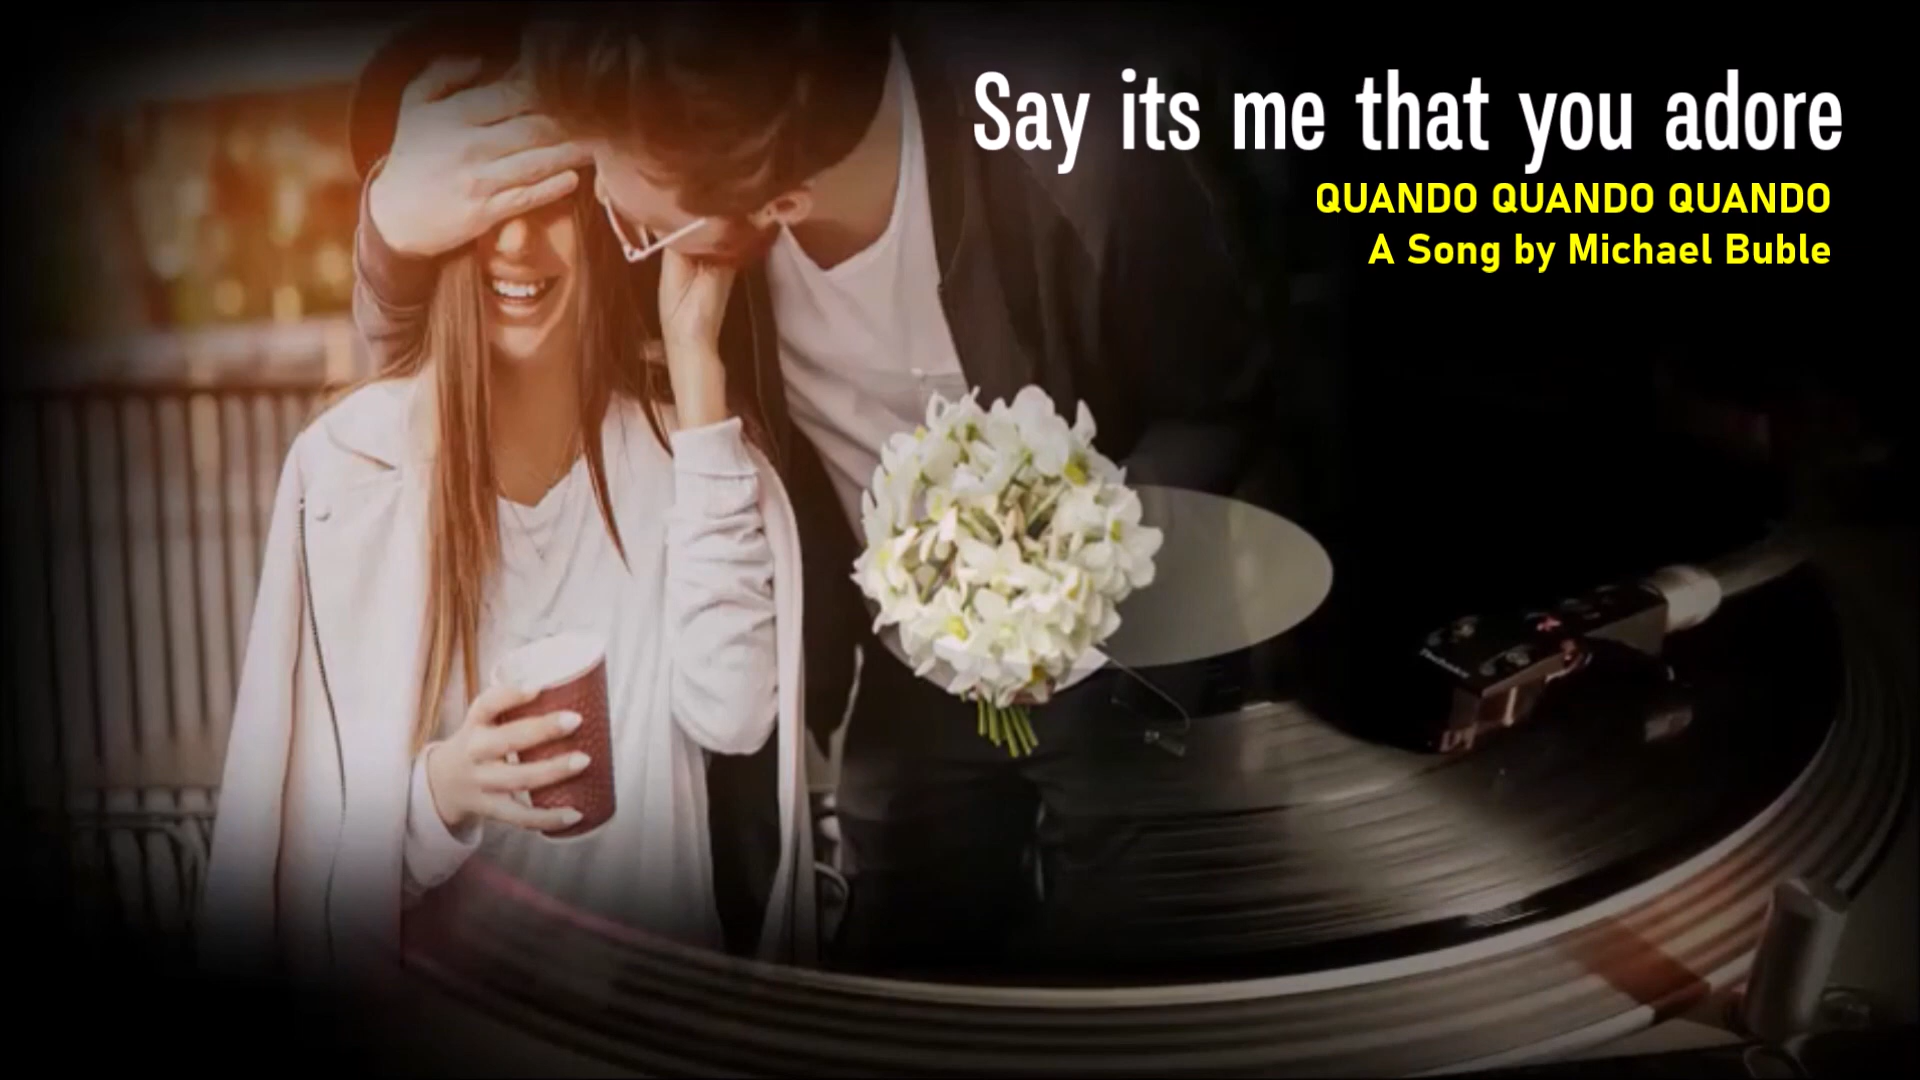 Say its me that you adore
QUANDO QUANDO QUANDO
A Song by Michael Buble